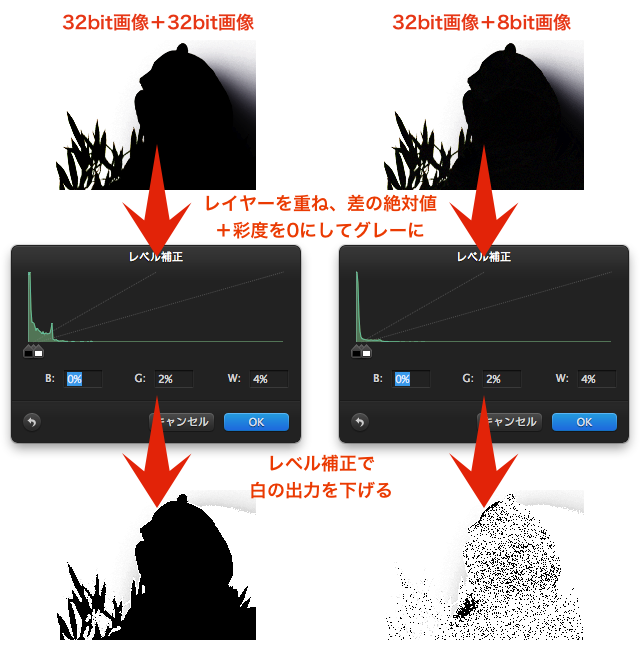 32bit画像＋32bit画像
32bit画像＋8bit画像
レイヤーを重ね、差の絶対値
＋彩度を0にしてグレーに
レベル補正
レベル補正
B: 0% G: 2% W: 4%
B: 0% G: 2% W: 4%
キャンセル OK
キャンセル OK
レベル補正で
白の出力を下げる